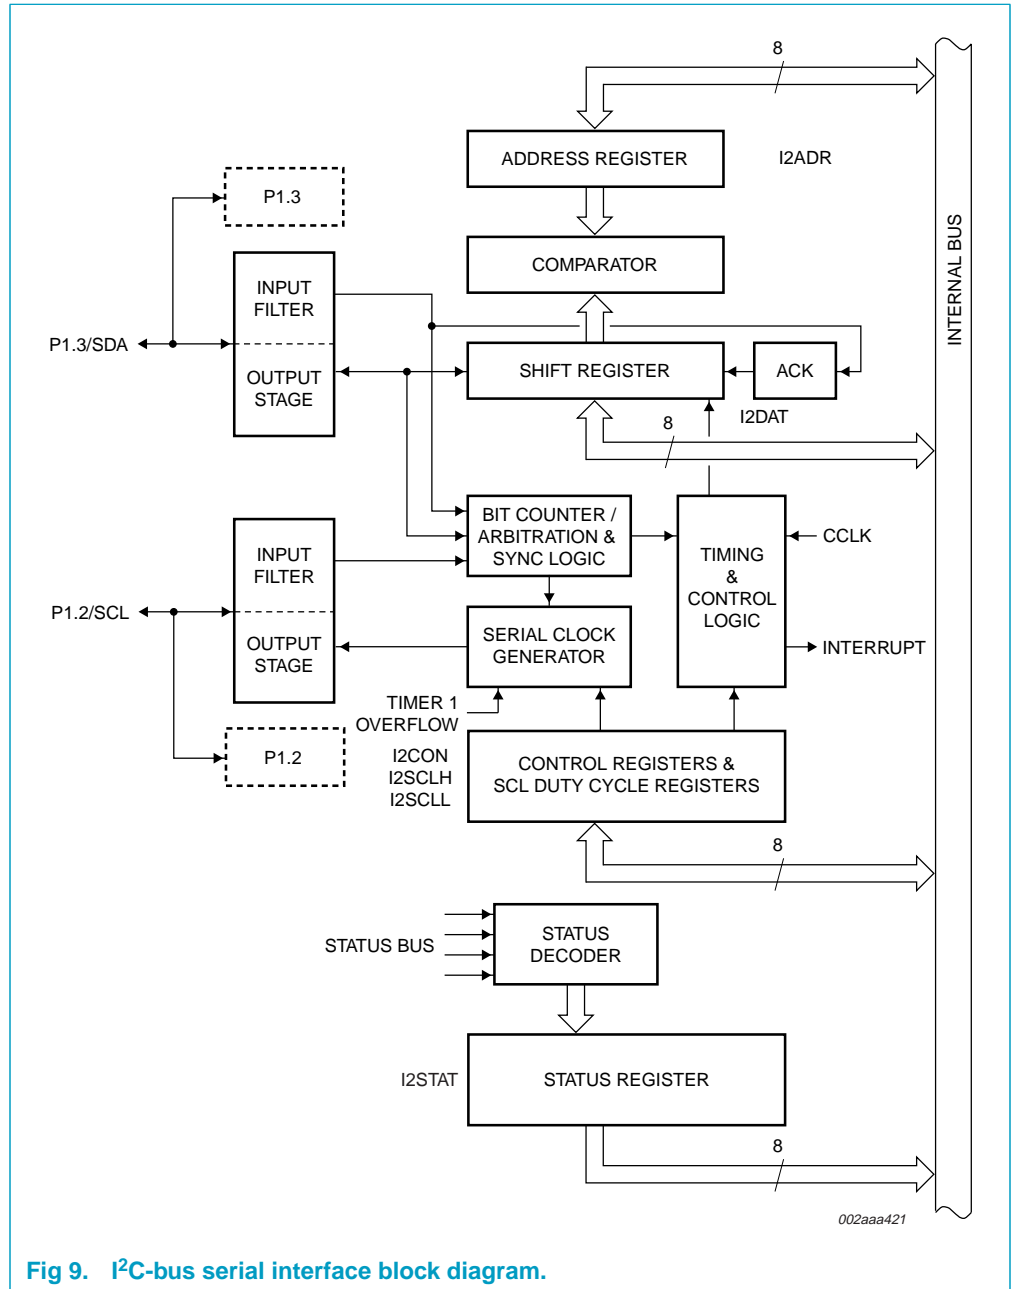 8
ADDRESS REGISTER
I2ADR
P1.3
INTERNAL BUS
COMPARATOR
INPUT
FILTER
P1.3/SDA
OUTPUT
STAGE
SHIFT REGISTER
ACK
I2DAT
8
BIT COUNTER /
ARBITRATION &
SYNC LOGIC
INPUT
FILTER
TIMING
&
CONTROL
LOGIC
CCLK
P1.2/SCL
OUTPUT
STAGE
SERIAL CLOCK
GENERATOR
INTERRUPT
TIMER 1
OVERFLOW
P1.2
I2CON
I2SCLH
I2SCLL
CONTROL REGISTERS &
SCL DUTY CYCLE REGISTERS
8
STATUS BUS
STATUS
DECODER
I2STAT
STATUS REGISTER
8
002aaa421
Fig 9. I²C-bus serial interface block diagram.